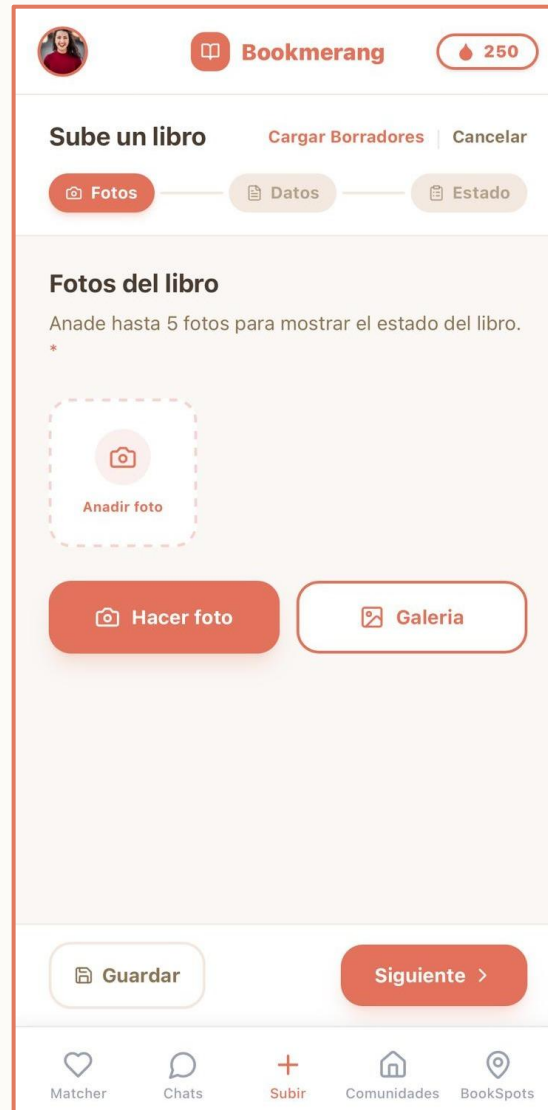 Bookmerang
250
Sube un libro
Cargar Borradores
Cancelar
Fotos
Datos
Estado
Fotos del libro
Anade hasta 5 fotos para mostrar el estado del libro.
*
Anadir foto
Hacer foto
Galeria
Guardar
Siguiente
Matcher
Chats
Subir
Comunidades
BookSpots